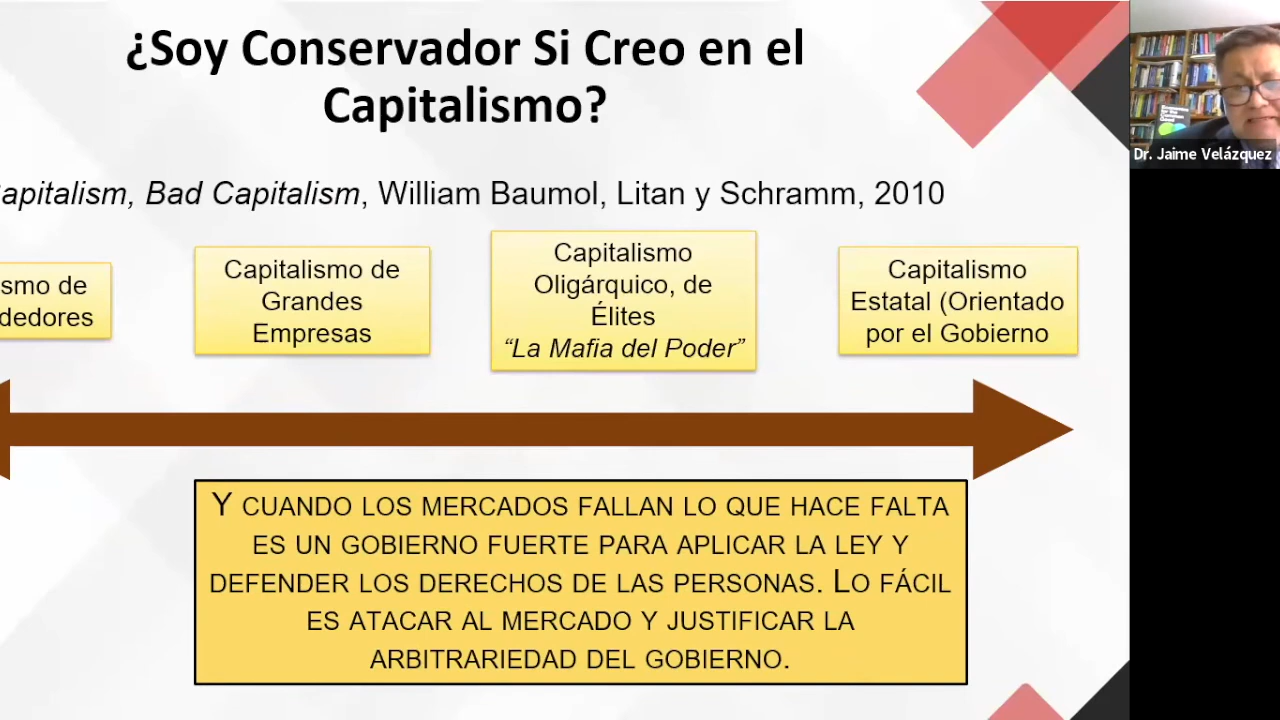 ¿Soy Conservador Si Creo en el
Capitalismo?
apitalism, Bad Capitalism, William Baumol, Litan y Schramm, 2010
smo de
dedores
Capitalismo de
Grandes
Empresas
Capitalismo
Oligárquico, de
Élites
“La Mafia del Poder”
Capitalismo
Estatal (Orientado
por el Gobierno
Y CUANDO LOS MERCADOS FALLAN LO QUE HACE FALTA
ES UN GOBIERNO FUERTE PARA APLICAR LA LEY Y
DEFENDER LOS DERECHOS DE LAS PERSONAS. LO FÁCIL
ES ATACAR AL MERCADO Y JUSTIFICAR LA
ARBITRARIEDAD DEL GOBIERNO.
Dr. Jaime Velázquez